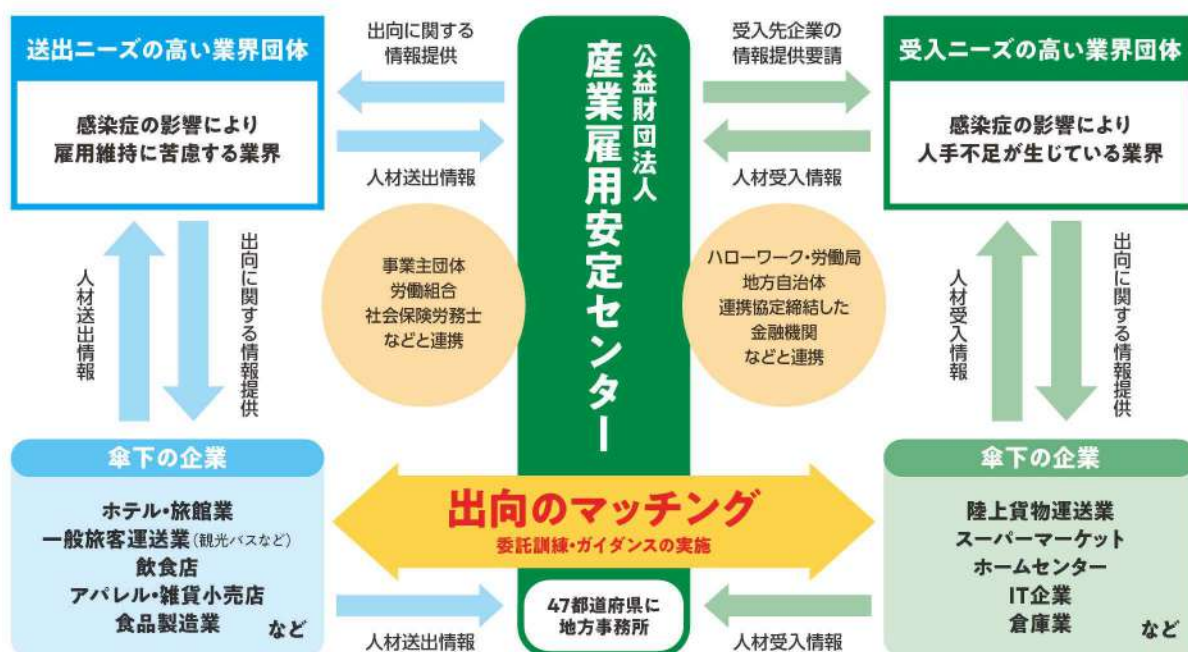 送出ニーズの高い業界団体
感染症の影響により
雇用維持に苦慮する業界
出向に関する
情報提供
人材送出情報
公益財団法人
産業雇用安定センター
受入先企業の
情報提供要請
人材受入情報
受入ニーズの高い業界団体
感染症の影響により
人手不足が生じている業界
人材送出情報
出向に関する情報提供
事業主団体
労働組合
社会保険労務士
などと連携
ハローワーク・労働局
地方自治体
連携協定締結した
金融機関
などと連携
人材受入情報
出向に関する情報提供
傘下の企業
ホテル・旅館業
一般旅客運送業(観光バスなど)
飲食店
アパレル・雑貨小売店
食品製造業 など
出向のマッチング
委託訓練・ガイダンスの実施
人材送出情報
47都道府県に
地方事務所
人材受入情報
傘下の企業
陸上貨物運送業
スーパーマーケット
ホームセンター
IT企業
倉庫業 など